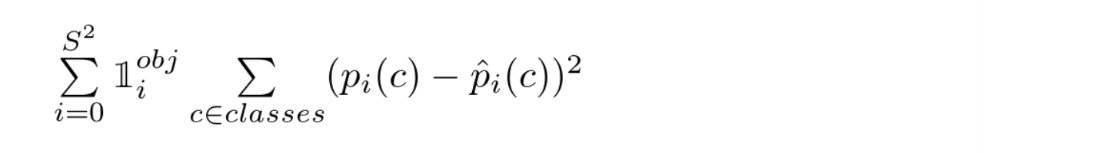 \sum_{i=0}^{S^2} \mathbb{1}_i^{obj} \sum_{c \in classes} (p_i(c) - \hat{p}_i(c))^2